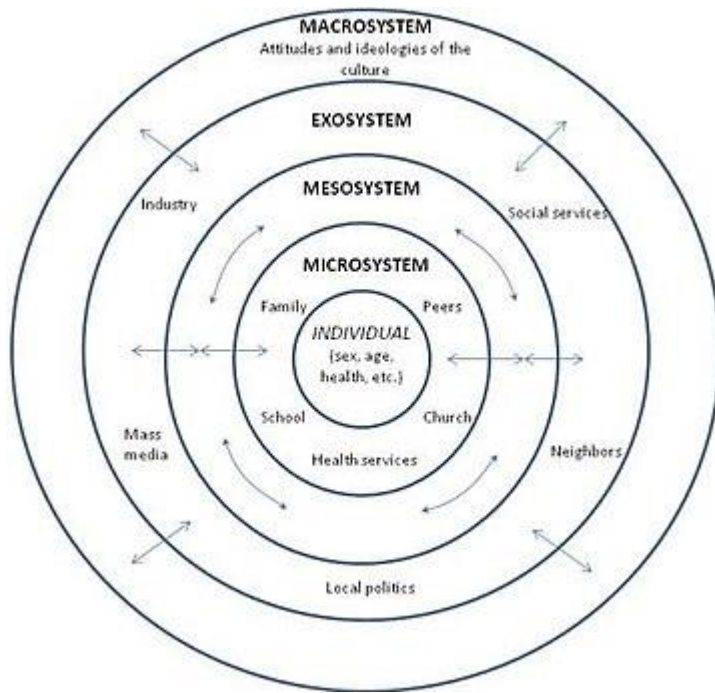 MACROSYSTEM
Attitudes and ideologies of the
culture
EXOSYSTEM
MESOSYSTEM
Industry
Social services
MICROSYSTEM
Family
Peers
INDIVIDUAL
{sex, age,
health, etc.}
School
Church
Mass
media
Health services
Neighbors
Local politics